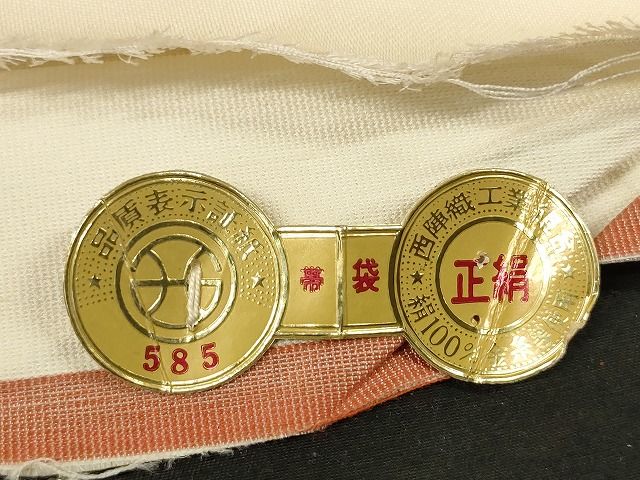 品質表示証紙
585
帯
袋
西陣織工業
正絹
絹100%